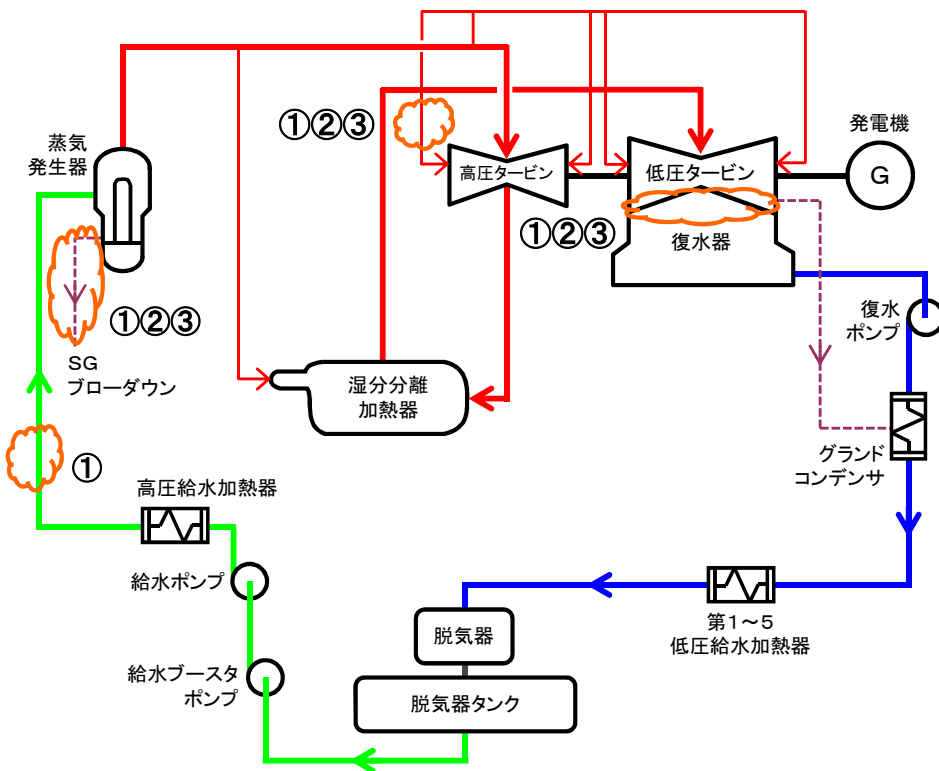 蒸気
発生器
①②③
高圧タービン
低圧タービン
発電機
G
①②③
復水器
①②③
SG
ブローダウン
復水
ポンプ
湿分分離
加熱器
グランド
コンデンサ
①
高圧給水加熱器
給水ポンプ
第1～5
低圧給水加熱器
脱気器
給水ブースタ
ポンプ
脱気器タンク